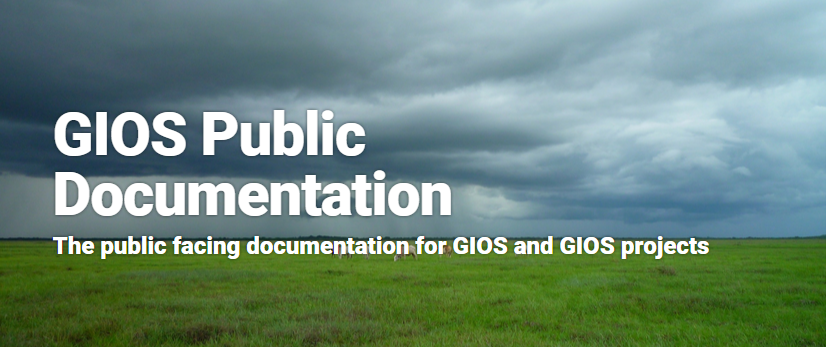 GIOS Public
Documentation
The public facing documentation for GIOS and GIOS projects